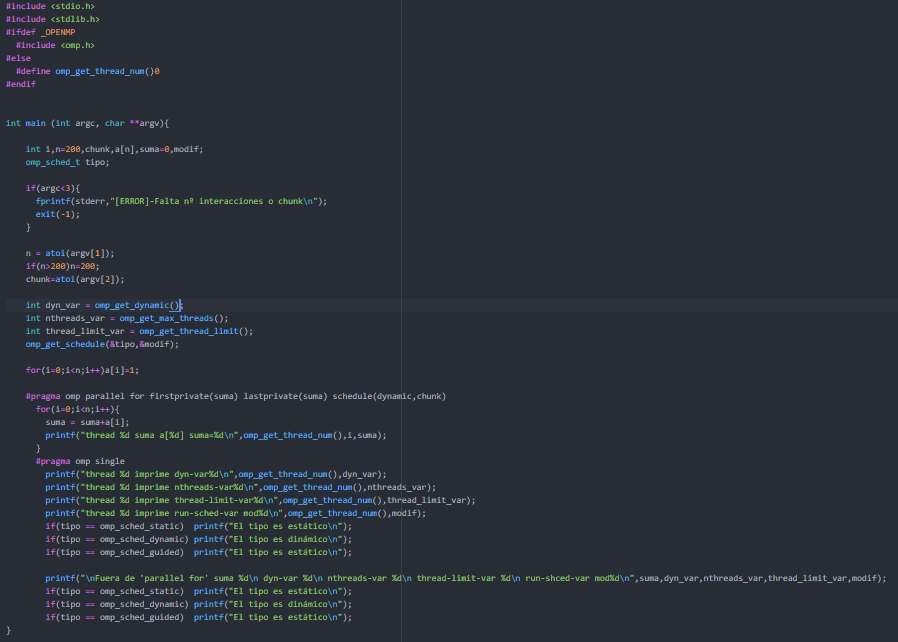 #include <stdio.h>
#include <stdlib.h>
#ifdef _OPENMP
  #include <omp.h>
#else
  #define omp_get_thread_num()0
#endif
int main (int argc, char **argv){
    int i,n=200,chunk,a[n],suma=0,modif;
    omp_sched_t tipo;
    if(argc<3){
      fprintf(stderr,"[ERROR]-Falta nº interacciones o chunk\n");
      exit(-1);
    }
    n = atoi(argv[1]);
    if(n>200)n=200;
    chunk=atoi(argv[2]);
    int dyn_var = omp_get_dynamic();
    int nthreads_var = omp_get_max_threads();
    int thread_limit_var = omp_get_thread_limit();
    omp_get_schedule(&tipo,&modif);
    for(i=0;i<n;i++)a[i]=1;
    #pragma omp parallel for firstprivate(suma) lastprivate(suma) schedule(dynamic,chunk)
      for(i=0;i<n;i++){
        suma = suma+a[i];
        printf("thread %d suma a[%d] suma=%d\n",omp_get_thread_num(),i,suma);
      }
      #pragma omp single
        printf("thread %d imprime dyn-var%d\n",omp_get_thread_num(),dyn_var);
        printf("thread %d imprime nthreads-var%d\n",omp_get_thread_num(),nthreads_var);
        printf("thread %d imprime thread-limit-var%d\n",omp_get_thread_num(),thread_limit_var);
        printf("thread %d imprime run-sched-var mod%d\n",omp_get_thread_num(),modif);
        if(tipo == omp_sched_static)  printf("El tipo es estático\n");
        if(tipo == omp_sched_dynamic) printf("El tipo es dinámico\n");
        if(tipo == omp_sched_guided)  printf("El tipo es estático\n");
        printf("\nFuera de 'parallel for' suma %d\n dyn-var %d\n nthreads-var %d\n thread-limit-var %d\n run-shced-var mod%d\n",suma,dyn_var,nthreads_var,thread_limit_var,modif);
        if(tipo == omp_sched_static)  printf("El tipo es estático\n");
        if(tipo == omp_sched_dynamic) printf("El tipo es dinámico\n");
        if(tipo == omp_sched_guided)  printf("El tipo es estático\n");
}